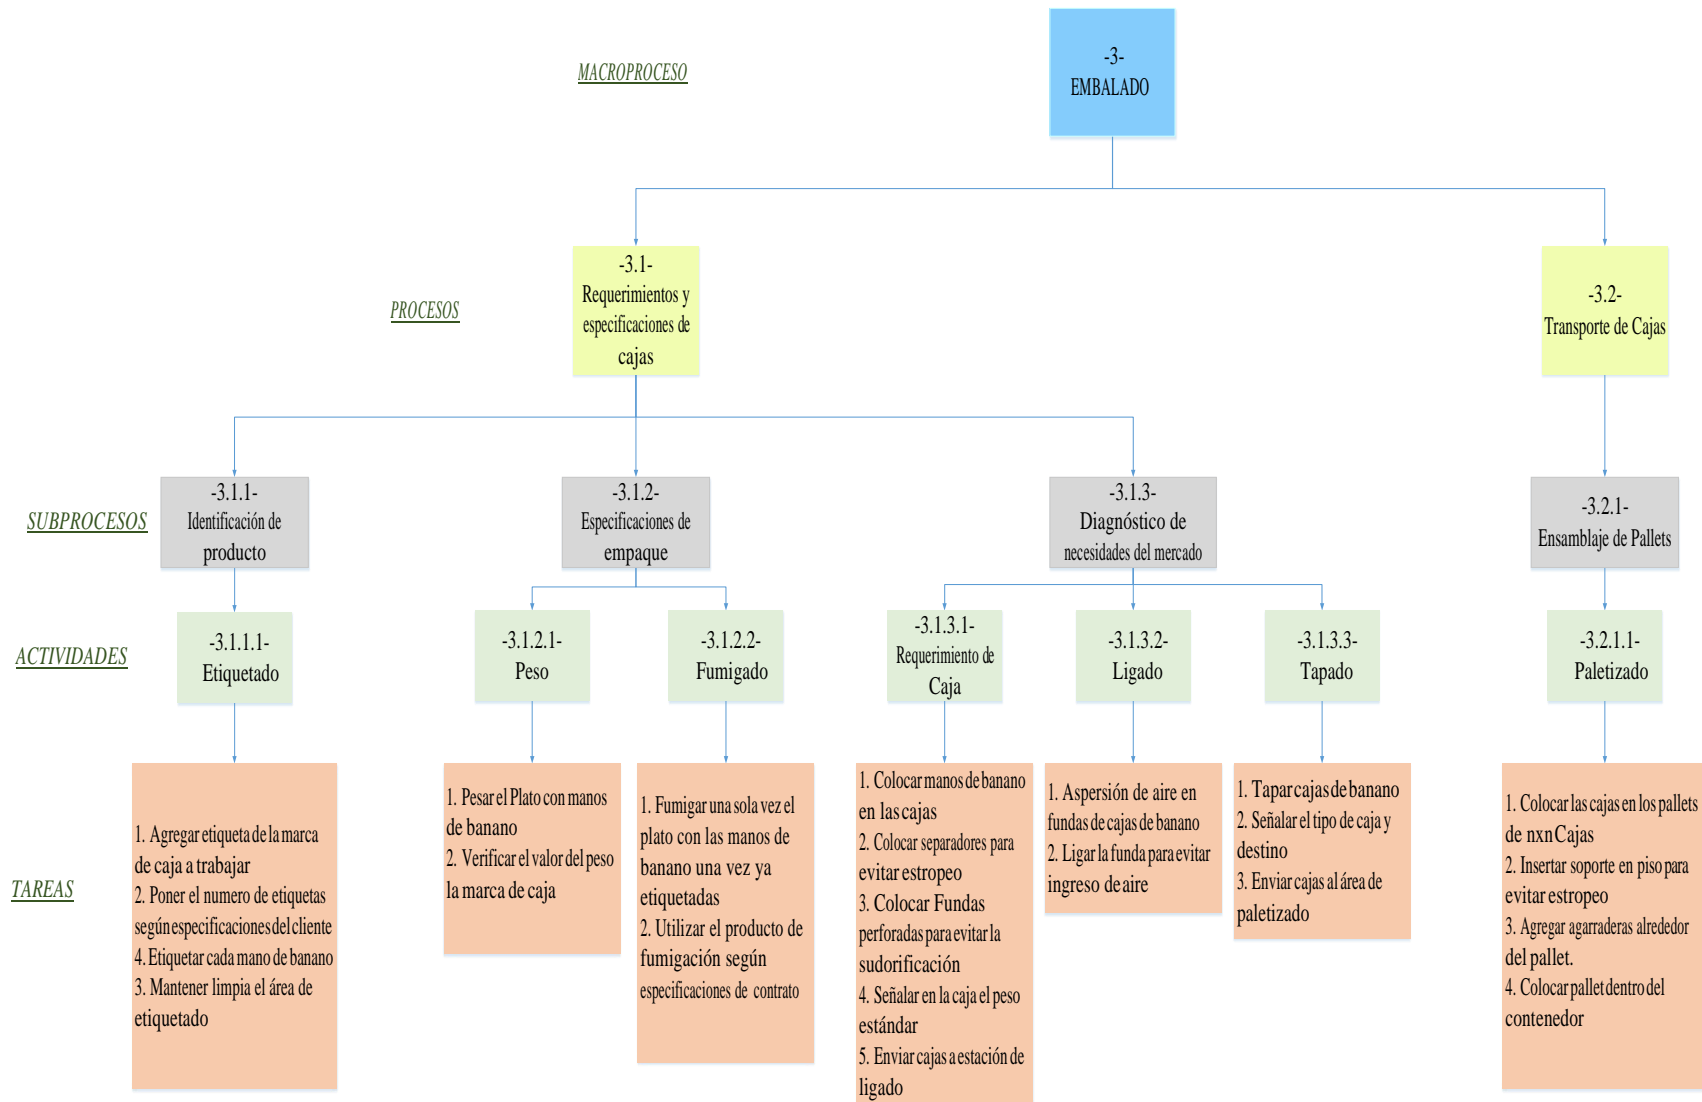 MACROPROCESO
-3-
EMBALADO
PROCESOS
-3.1-
Requerimientos y
especificaciones de
cajas
-3.2-
Transporte de Cajas
SUBPROCESOS
-3.1.1-
Identificación de
producto
-3.1.2-
Especificaciones de
empaque
-3.1.3-
Diagnóstico de
necesidades del mercado
-3.2.1-
Ensamblaje de Pallets
ACTIVIDADES
-3.1.1.1-
Etiquetado
-3.1.2.1-
Peso
-3.1.2.2-
Fumigado
-3.1.3.1-
Requerimiento de
Caja
-3.1.3.2-
Ligado
-3.1.3.3-
Tapado
-3.2.1.1-
Paletizado
TAREAS
1. Agregar etiqueta de la marca
de caja a trabajar
2. Poner el numero de etiquetas
según especificaciones del cliente
4. Etiquetar cada mano de banano
3. Mantener limpia el área de
etiquetado
1. Pesar el Plato con manos
de banano
2. Verificar el valor del peso
la marca de caja
1. Fumigar una sola vez el
plato con las manos de
banano una vez ya
etiquetadas
2. Utilizar el producto de
fumigación según
especificaciones de contrato
1. Colocar manos de banano
en las cajas
2. Colocar separadores para
evitar estropeo
3. Colocar Fundas
perforadas para evitar la
sudorificación
4. Señalar en la caja el peso
estándar
5. Enviar cajas a estación de
ligado
1. Aspersión de aire en
fundas de cajas de banano
2. Ligar la funda para evitar
ingreso de aire
1. Tapar cajas de banano
2. Señalar el tipo de caja y
destino
3. Enviar cajas al área de
paletizado
1. Colocar las cajas en los pallets
de nxn Cajas
2. Insertar soporte en piso para
evitar estropeo
3. Agregar agarraderas alrededor
del pallet.
4. Colocar pallet dentro del
contenedor